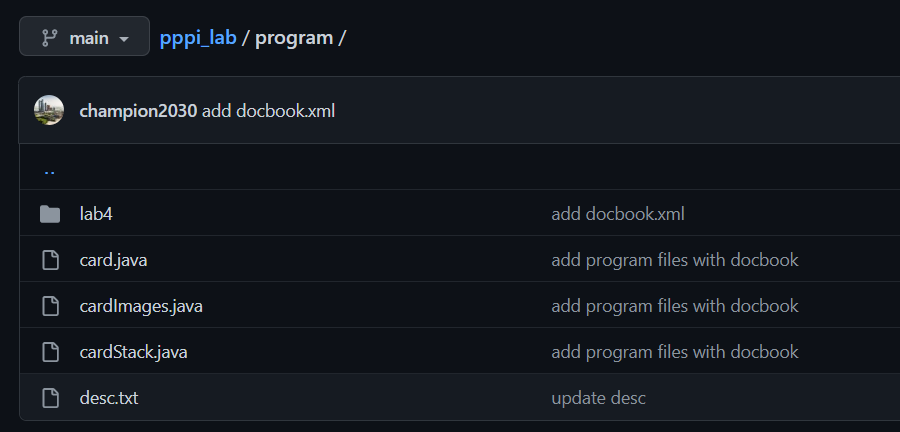 main
pppi_lab / program /
champion2030 add docbook.xml
..
lab4 add docbook.xml
card.java add program files with docbook
cardImages.java add program files with docbook
cardStack.java add program files with docbook
desc.txt update desc